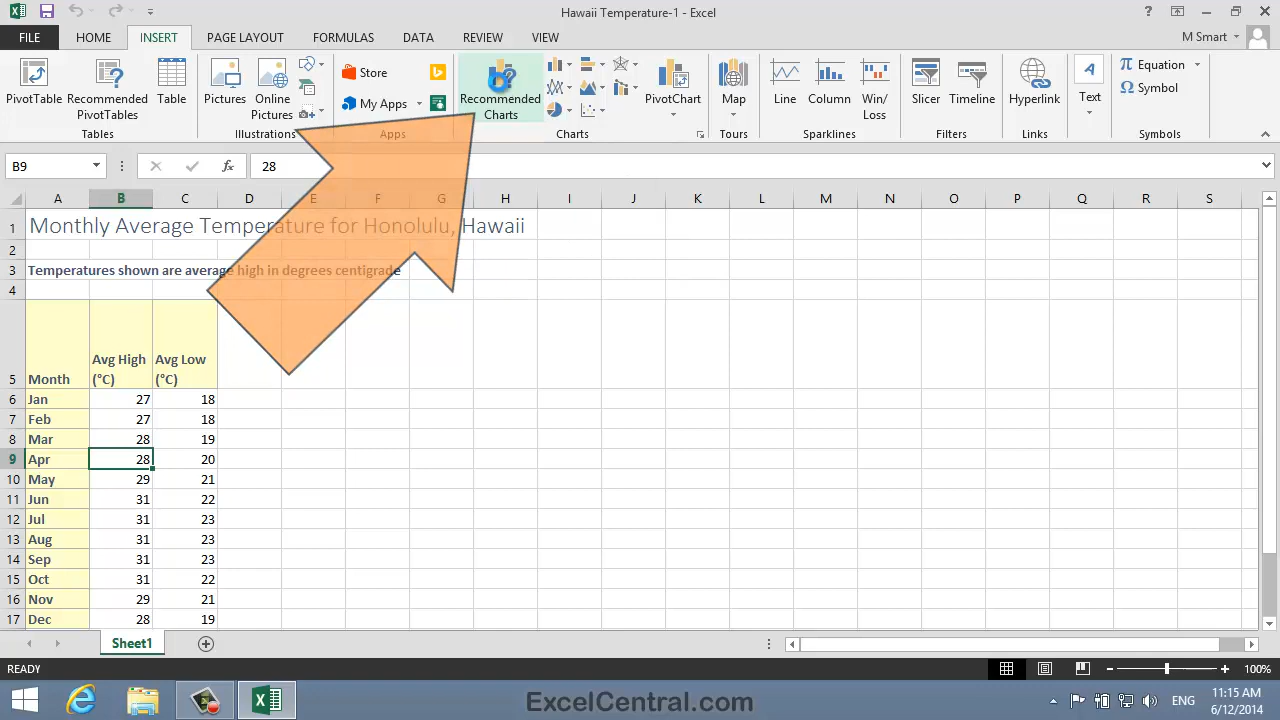 Hawaii Temperature-1 - Excel
FILE HOME INSERT PAGE LAYOUT FORMULAS DATA REVIEW VIEW M Smart
PivotTable Recommended PivotTables Table Pictures Online Pictures Store My Apps Recommended Charts PivotChart Map Line Column Win/Loss Slicer Timeline Hyperlink Text Equation Symbol
Tables Illustrations Apps Charts Tours Sparklines Filters Links Symbols
B9 fx 28
A B C D E F G H I J K L M N O P Q R S
1 Monthly Average Temperature for Honolulu, Hawaii
2
3 Temperatures shown are average high in degrees centigrade
4
5 Month Avg High (°C) Avg Low (°C)
6 Jan 27 18
7 Feb 27 18
8 Mar 28 19
9 Apr 28 20
10 May 29 21
11 Jun 31 22
12 Jul 31 23
13 Aug 31 23
14 Sep 31 23
15 Oct 31 22
16 Nov 29 21
17 Dec 28 19
Sheet1
READY 100%
ExcelCentral.com ENG 11:15 AM
6/12/2014